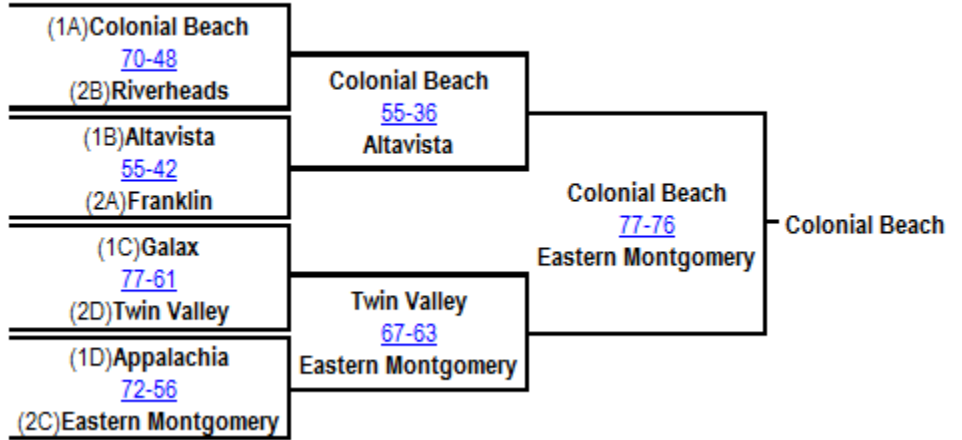 (1A)Colonial Beach
70-48
(2B)Riverheads
(1B)Altavista
55-42
(2A)Franklin
(1C)Galax
77-61
(2D)Twin Valley
(1D)Appalachia
72-56
(2C)Eastern Montgomery
Colonial Beach
55-36
Altavista
Twin Valley
67-63
Eastern Montgomery
Colonial Beach
77-76
Eastern Montgomery
Colonial Beach